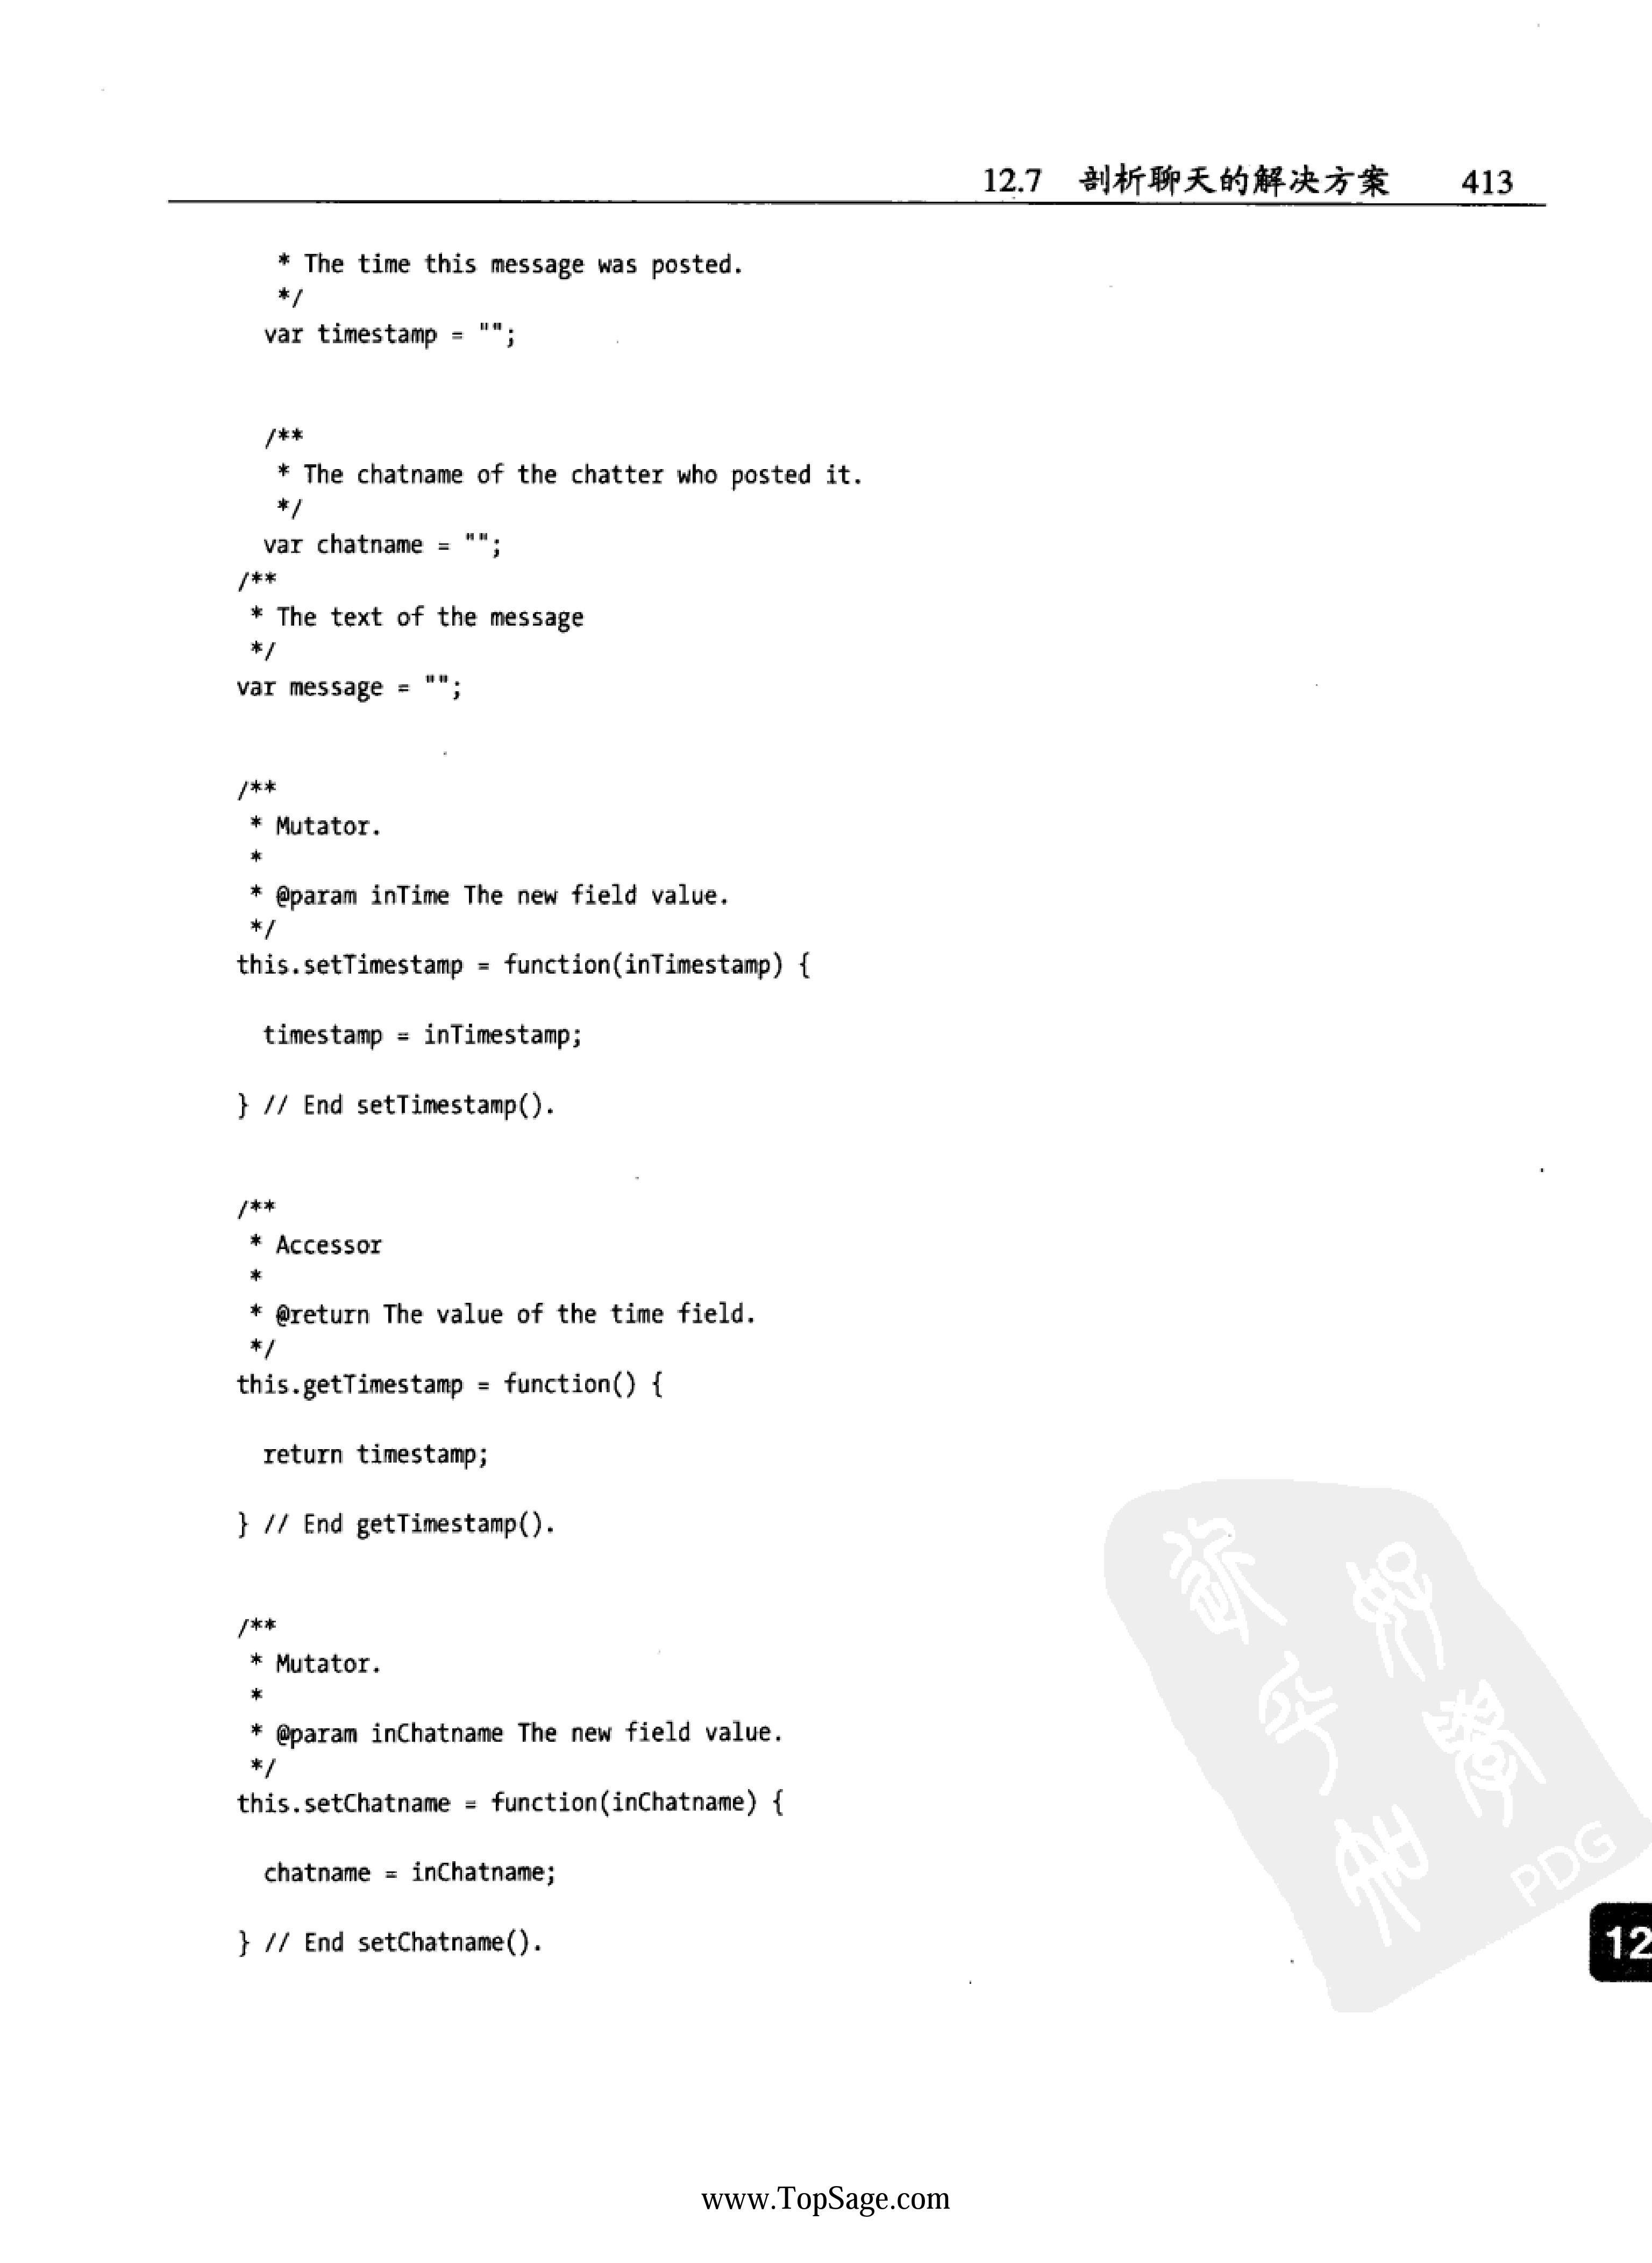 12.7 剖析聊天的解决方案 413
* The time this message was posted.
*/
var timestamp = "";
/**
* The chatname of the chatter who posted it.
*/
var chatname = "";
/**
* The text of the message
*/
var message = "";
/**
* Mutator.
*
* @param inTime The new field value.
*/
this.setTimestamp = function(inTimestamp) {
timestamp = inTimestamp;
} // End setTimestamp().
/**
* Accessor
*
* @return The value of the time field.
*/
this.getTimestamp = function() {
return timestamp;
} // End getTimestamp().
/**
* Mutator.
*
* @param inChatname The new field value.
*/
this.setChatname = function(inChatname) {
chatname = inChatname;
} // End setChatname().
PDG
12
www.TopSage.com